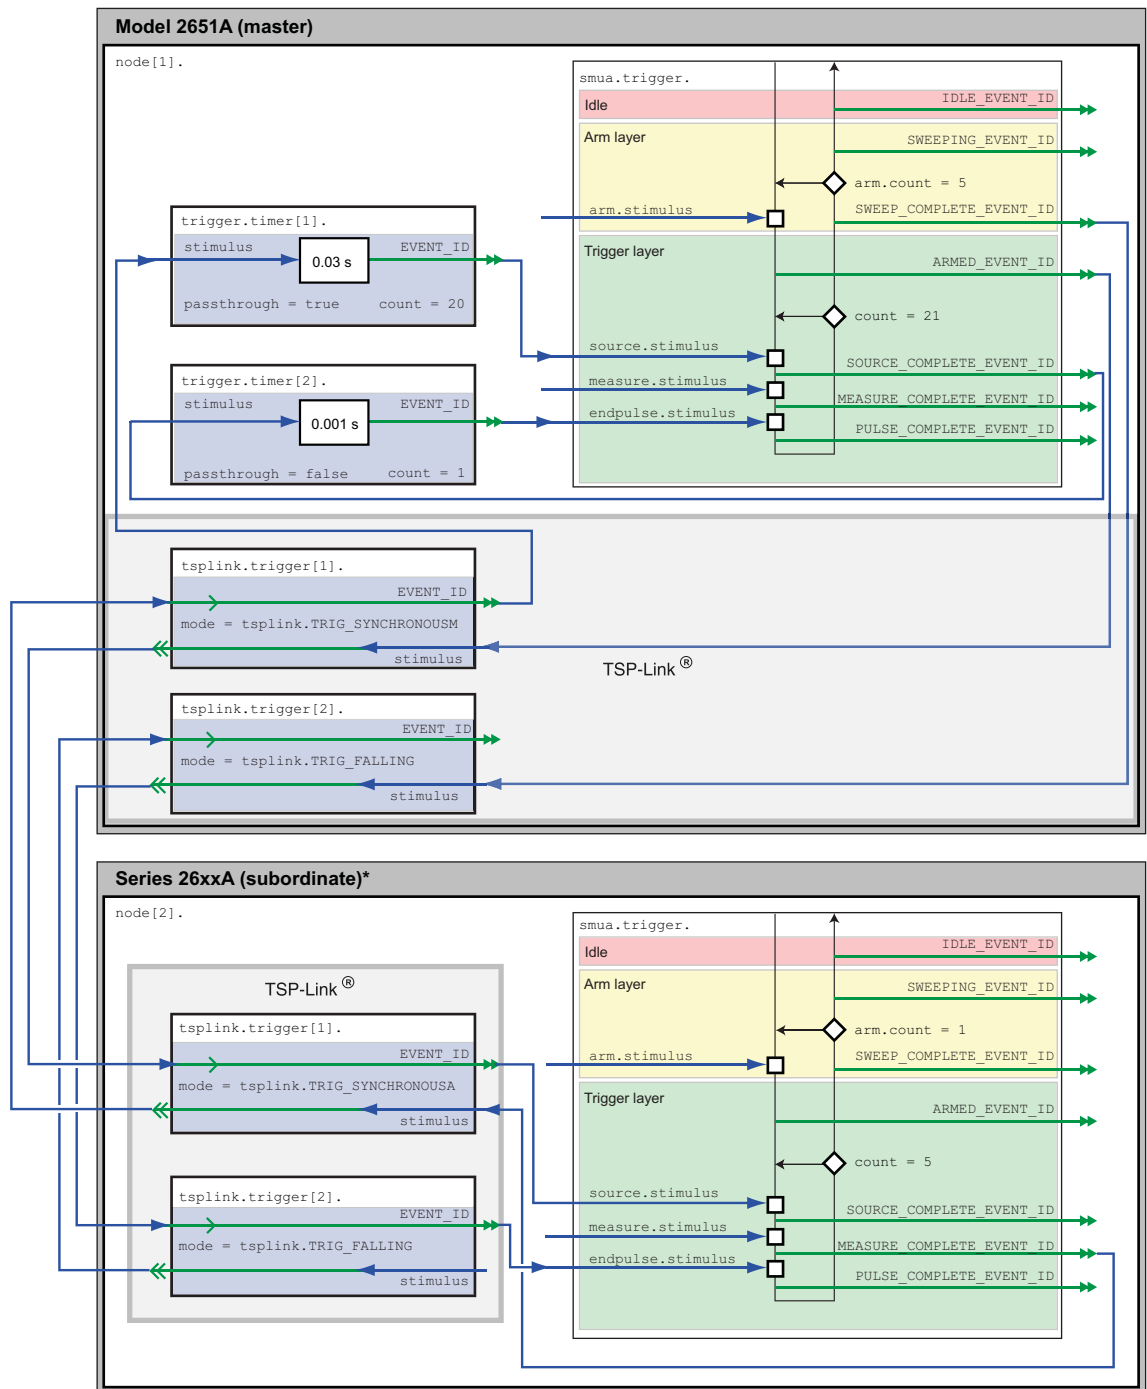 Model 2651A (master)
node[1].
smua.trigger.
Idle
IDLE_EVENT_ID
Arm layer
SWEEPING_EVENT_ID
arm.count = 5
arm.stimulus
SWEEP_COMPLETE_EVENT_ID
Trigger layer
ARMED_EVENT_ID
count = 21
source.stimulus
SOURCE_COMPLETE_EVENT_ID
measure.stimulus
MEASURE_COMPLETE_EVENT_ID
endpulse.stimulus
PULSE_COMPLETE_EVENT_ID
trigger.timer[1].
stimulus
EVENT_ID
0.03 s
passthrough = true
count = 20
trigger.timer[2].
stimulus
EVENT_ID
0.001 s
passthrough = false
count = 1
tsplink.trigger[1].
EVENT_ID
mode = tsplink.TRIG_SYNCHRONOUSM
stimulus
TSP-Link ®
tsplink.trigger[2].
EVENT_ID
mode = tsplink.TRIG_FALLING
stimulus
Series 26xxA (subordinate)*
node[2].
smua.trigger.
Idle
IDLE_EVENT_ID
Arm layer
SWEEPING_EVENT_ID
arm.count = 1
arm.stimulus
SWEEP_COMPLETE_EVENT_ID
Trigger layer
ARMED_EVENT_ID
count = 5
source.stimulus
SOURCE_COMPLETE_EVENT_ID
measure.stimulus
MEASURE_COMPLETE_EVENT_ID
endpulse.stimulus
PULSE_COMPLETE_EVENT_ID
TSP-Link ®
tsplink.trigger[1].
EVENT_ID
mode = tsplink.TRIG_SYNCHRONOUSA
stimulus
tsplink.trigger[2].
EVENT_ID
mode = tsplink.TRIG_FALLING
stimulus